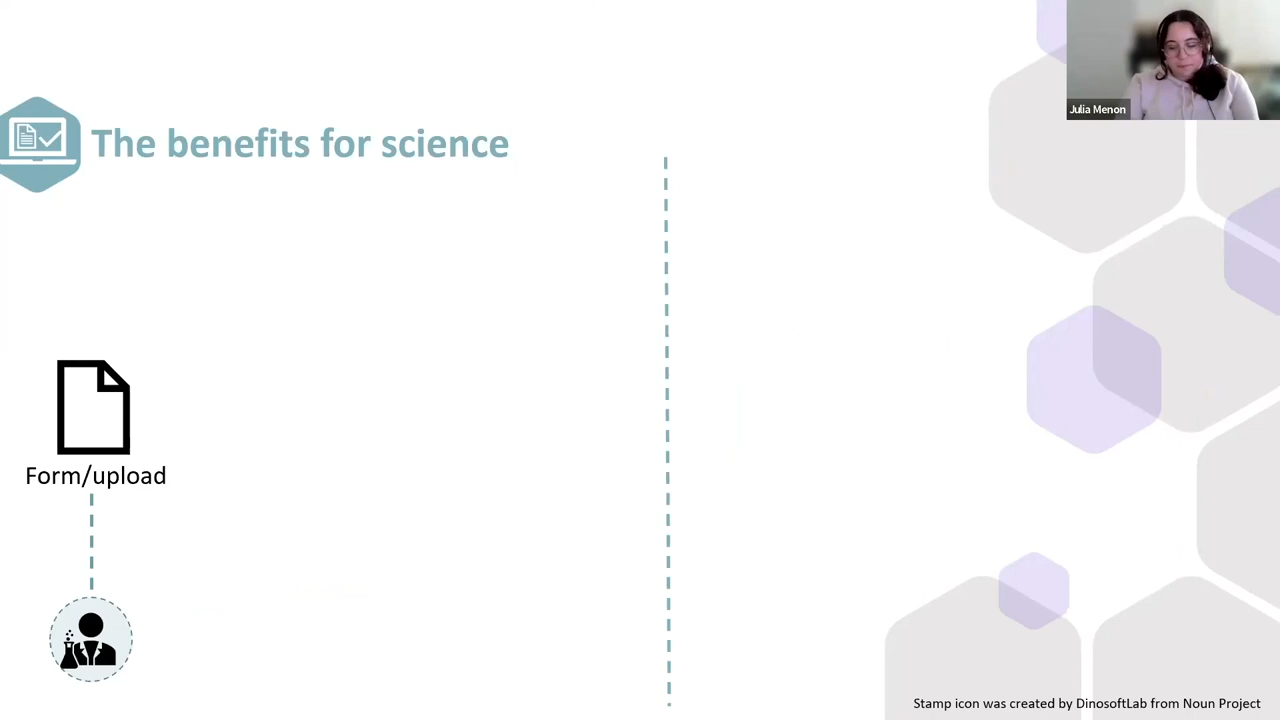 Julia Menon
The benefits for science
Form/upload
Stamp icon was created by DinosoftLab from Noun Project